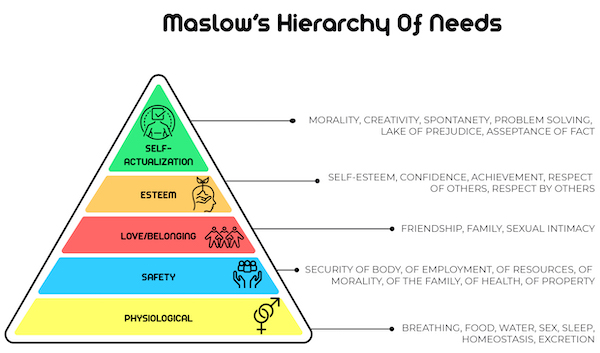 Maslow's Hierarchy Of Needs
SELF-
ACTUALIZATION
MORALITY, CREATIVITY, SPONTANETY, PROBLEM SOLVING,
LAKE OF PREJUDICE, ASSEPTANCE OF FACT
ESTEEM
SELF-ESTEEM, CONFIDENCE, ACHIEVEMENT, RESPECT
OF OTHERS, RESPECT BY OTHERS
LOVE/BELONGING
FRIENDSHIP, FAMILY, SEXUAL INTIMACY
SAFETY
SECURITY OF BODY, OF EMPLOYMENT, OF RESOURCES, OF
MORALITY, OF THE FAMILY, OF HEALTH, OF PROPERTY
PHYSIOLOGICAL
BREATHING, FOOD, WATER, SEX, SLEEP,
HOMEOSTASIS, EXCRETION